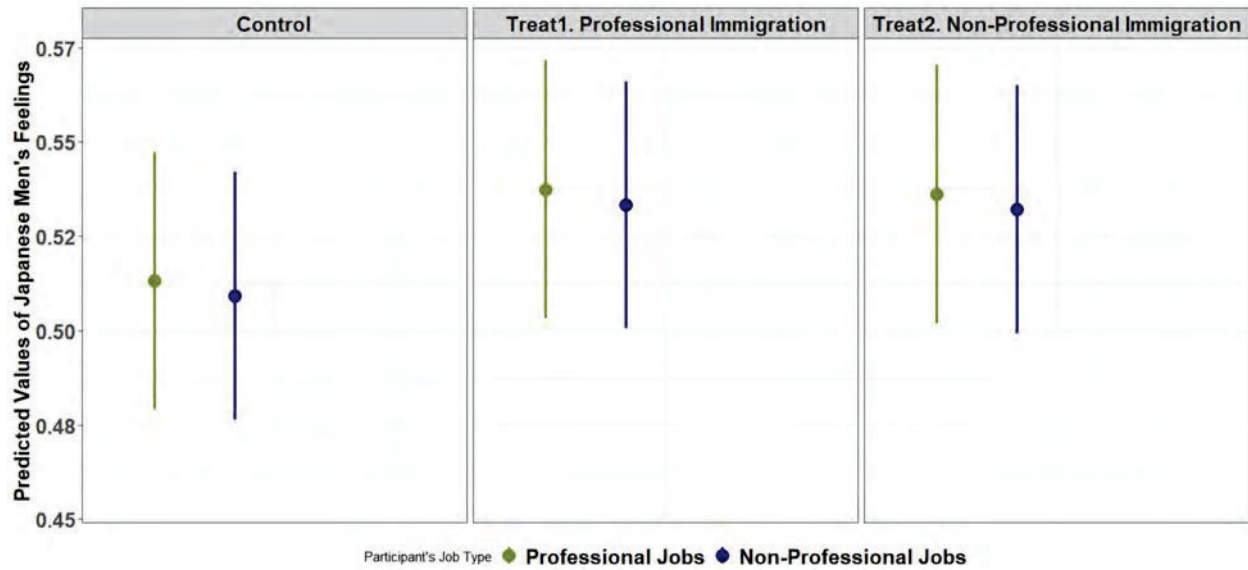 Control
Treat1. Professional Immigration
Treat2. Non-Professional Immigration
Predicted Values of Japanese Men's Feelings
0.57
0.55
0.52
0.50
0.48
0.45
Participant's Job Type Professional Jobs Non-Professional Jobs